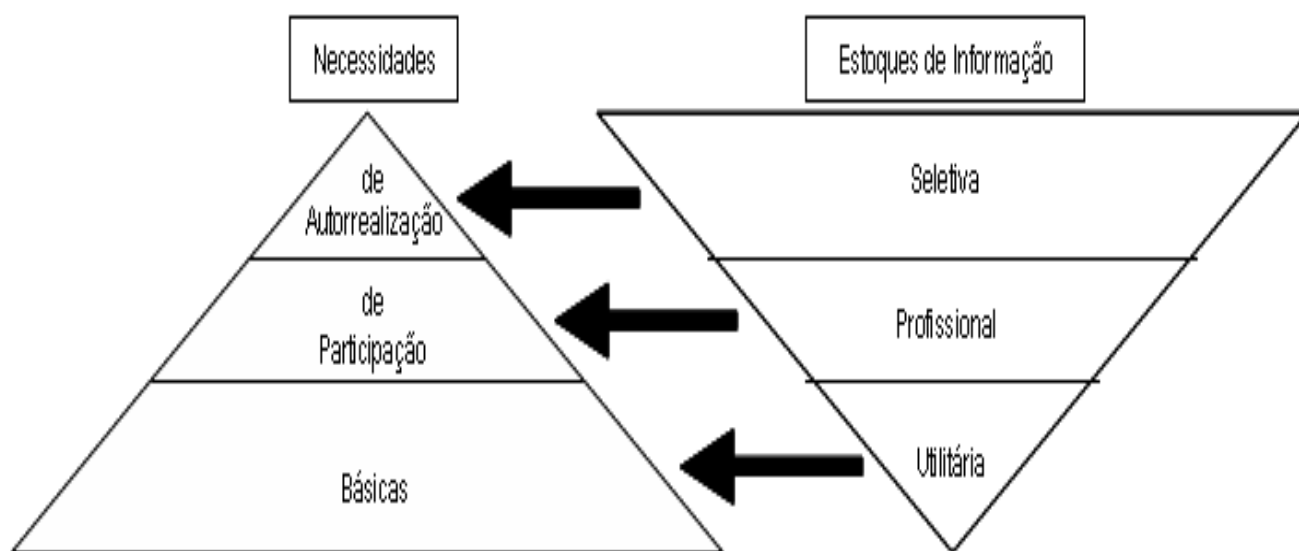 Necessidades
Estoques de Informação
de
Autorrealização
Seletiva
de
Participação
Profissional
Básicas
Utilitária